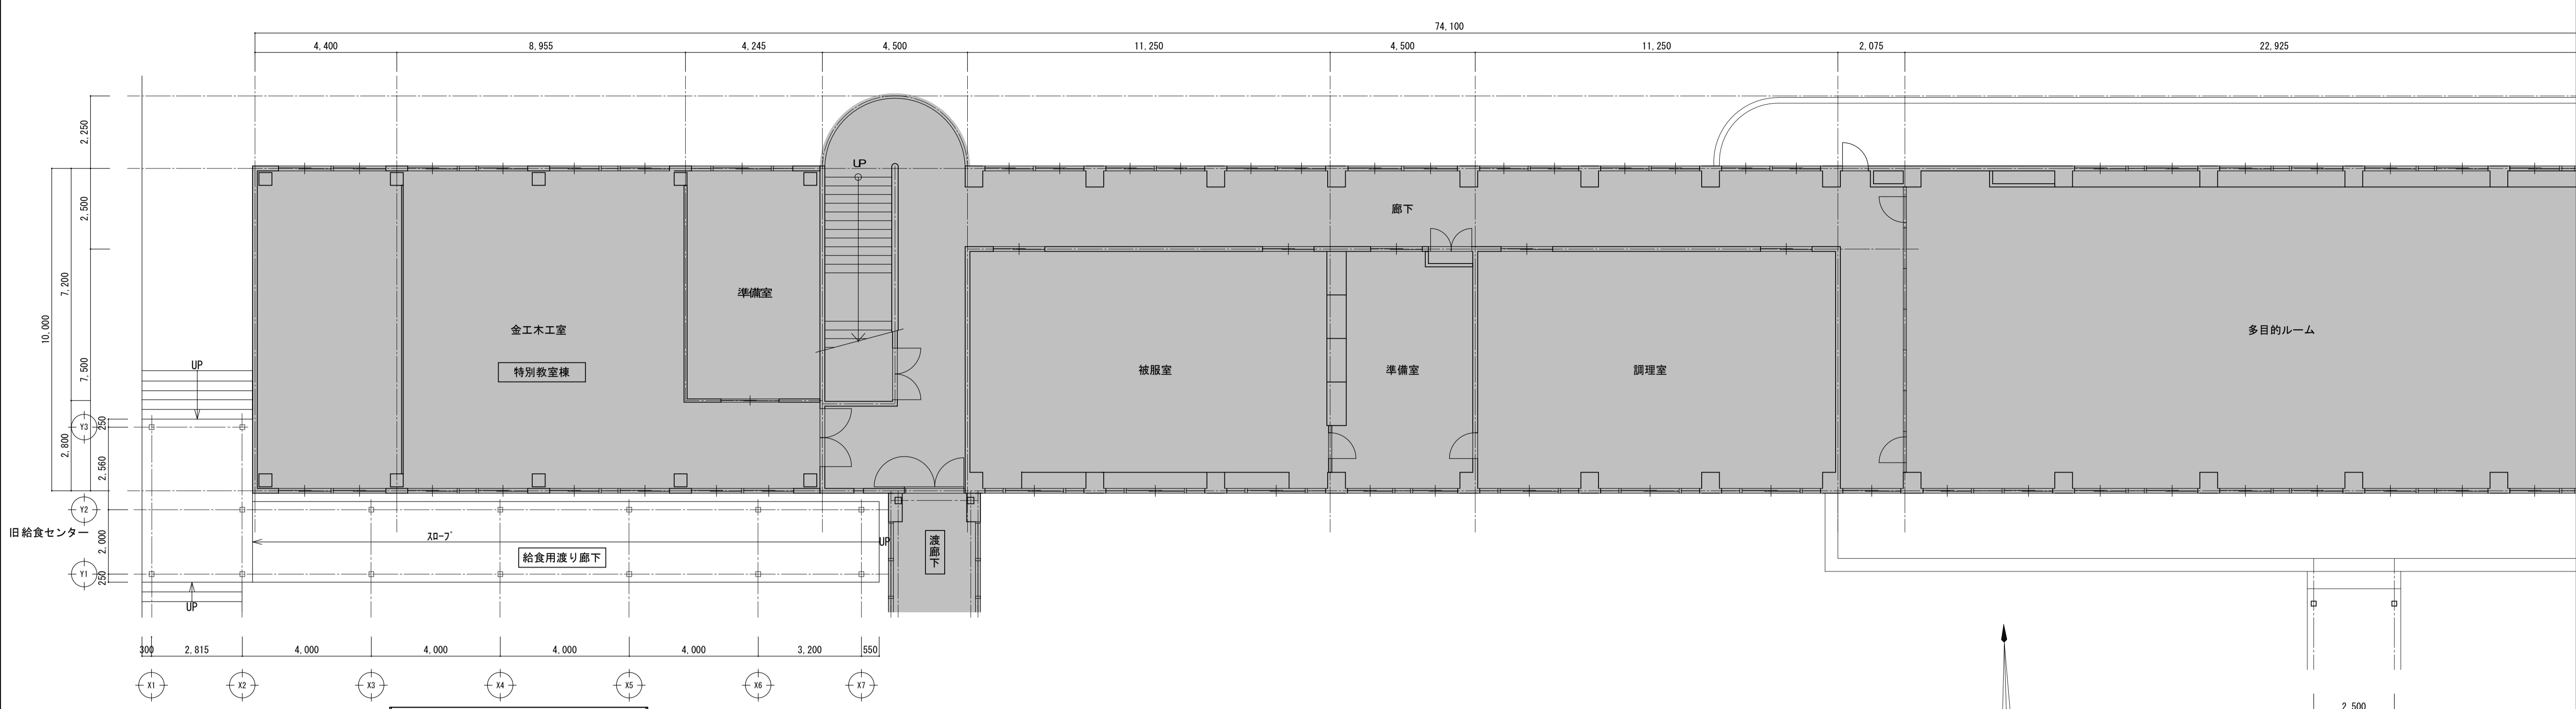 74,100
4,400
8,955
4,245
4,500
11,250
4,500
11,250
2,075
22,925
2,250
2,500
7,200
10,000
7,500
2,800
250
2,560
2,000
250
UP
廊下
準備室
金工木工室
特別教室棟
被服室
準備室
調理室
多目的ルーム
UP
Y3
Y2
Y1
旧給食センター
スロープ
UP
給食用渡り廊下
渡廊下
UP
300
2,815
4,000
4,000
4,000
4,000
3,200
550
X1
X2
X3
X4
X5
X6
X7
2,500